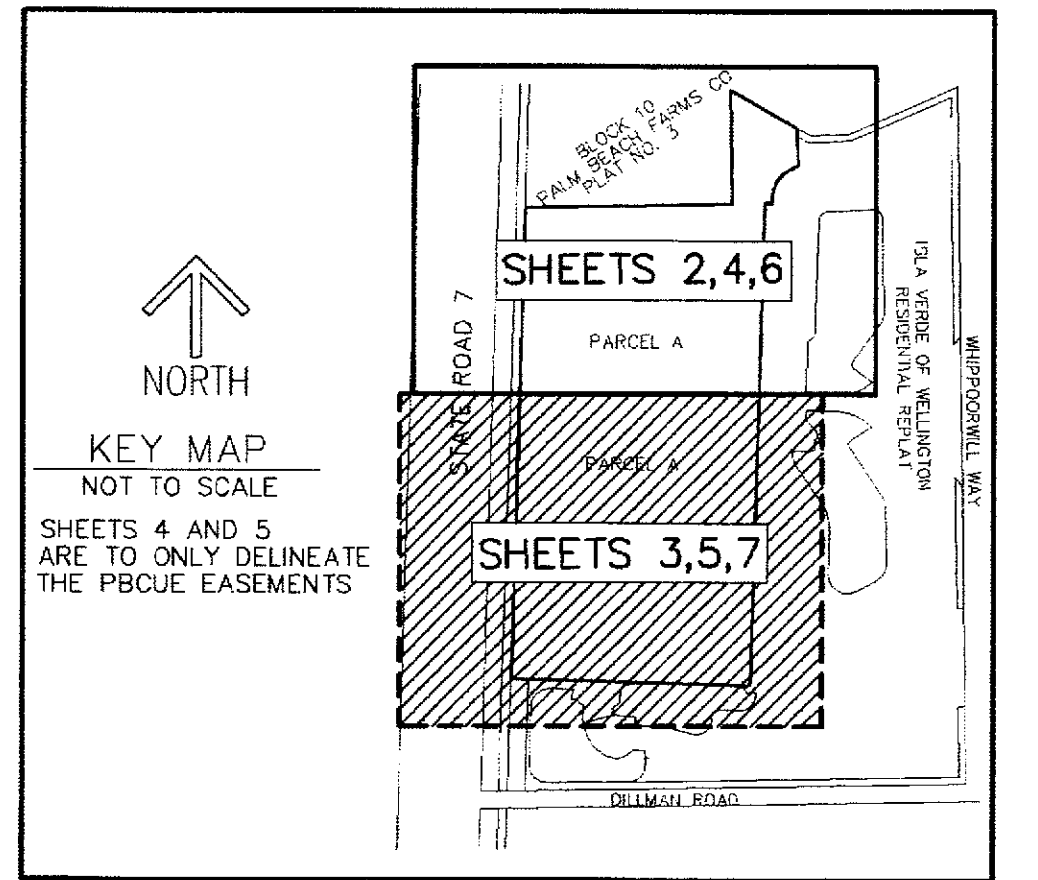 BLOCK 10
PALM BEACH FARMS CO
PLAT NO. 3
SHEETS 2,4,6
PARCEL A
STATE ROAD 7
ISLA VERDE OF WELLINGTON
RESIDENTIAL REPLAT
WHIPPOORWILL WAY
NORTH
KEY MAP
NOT TO SCALE
SHEETS 4 AND 5
ARE TO ONLY DELINEATE
THE PBCUE EASEMENTS
PARCEL A
SHEETS 3,5,7
DILLMAN ROAD